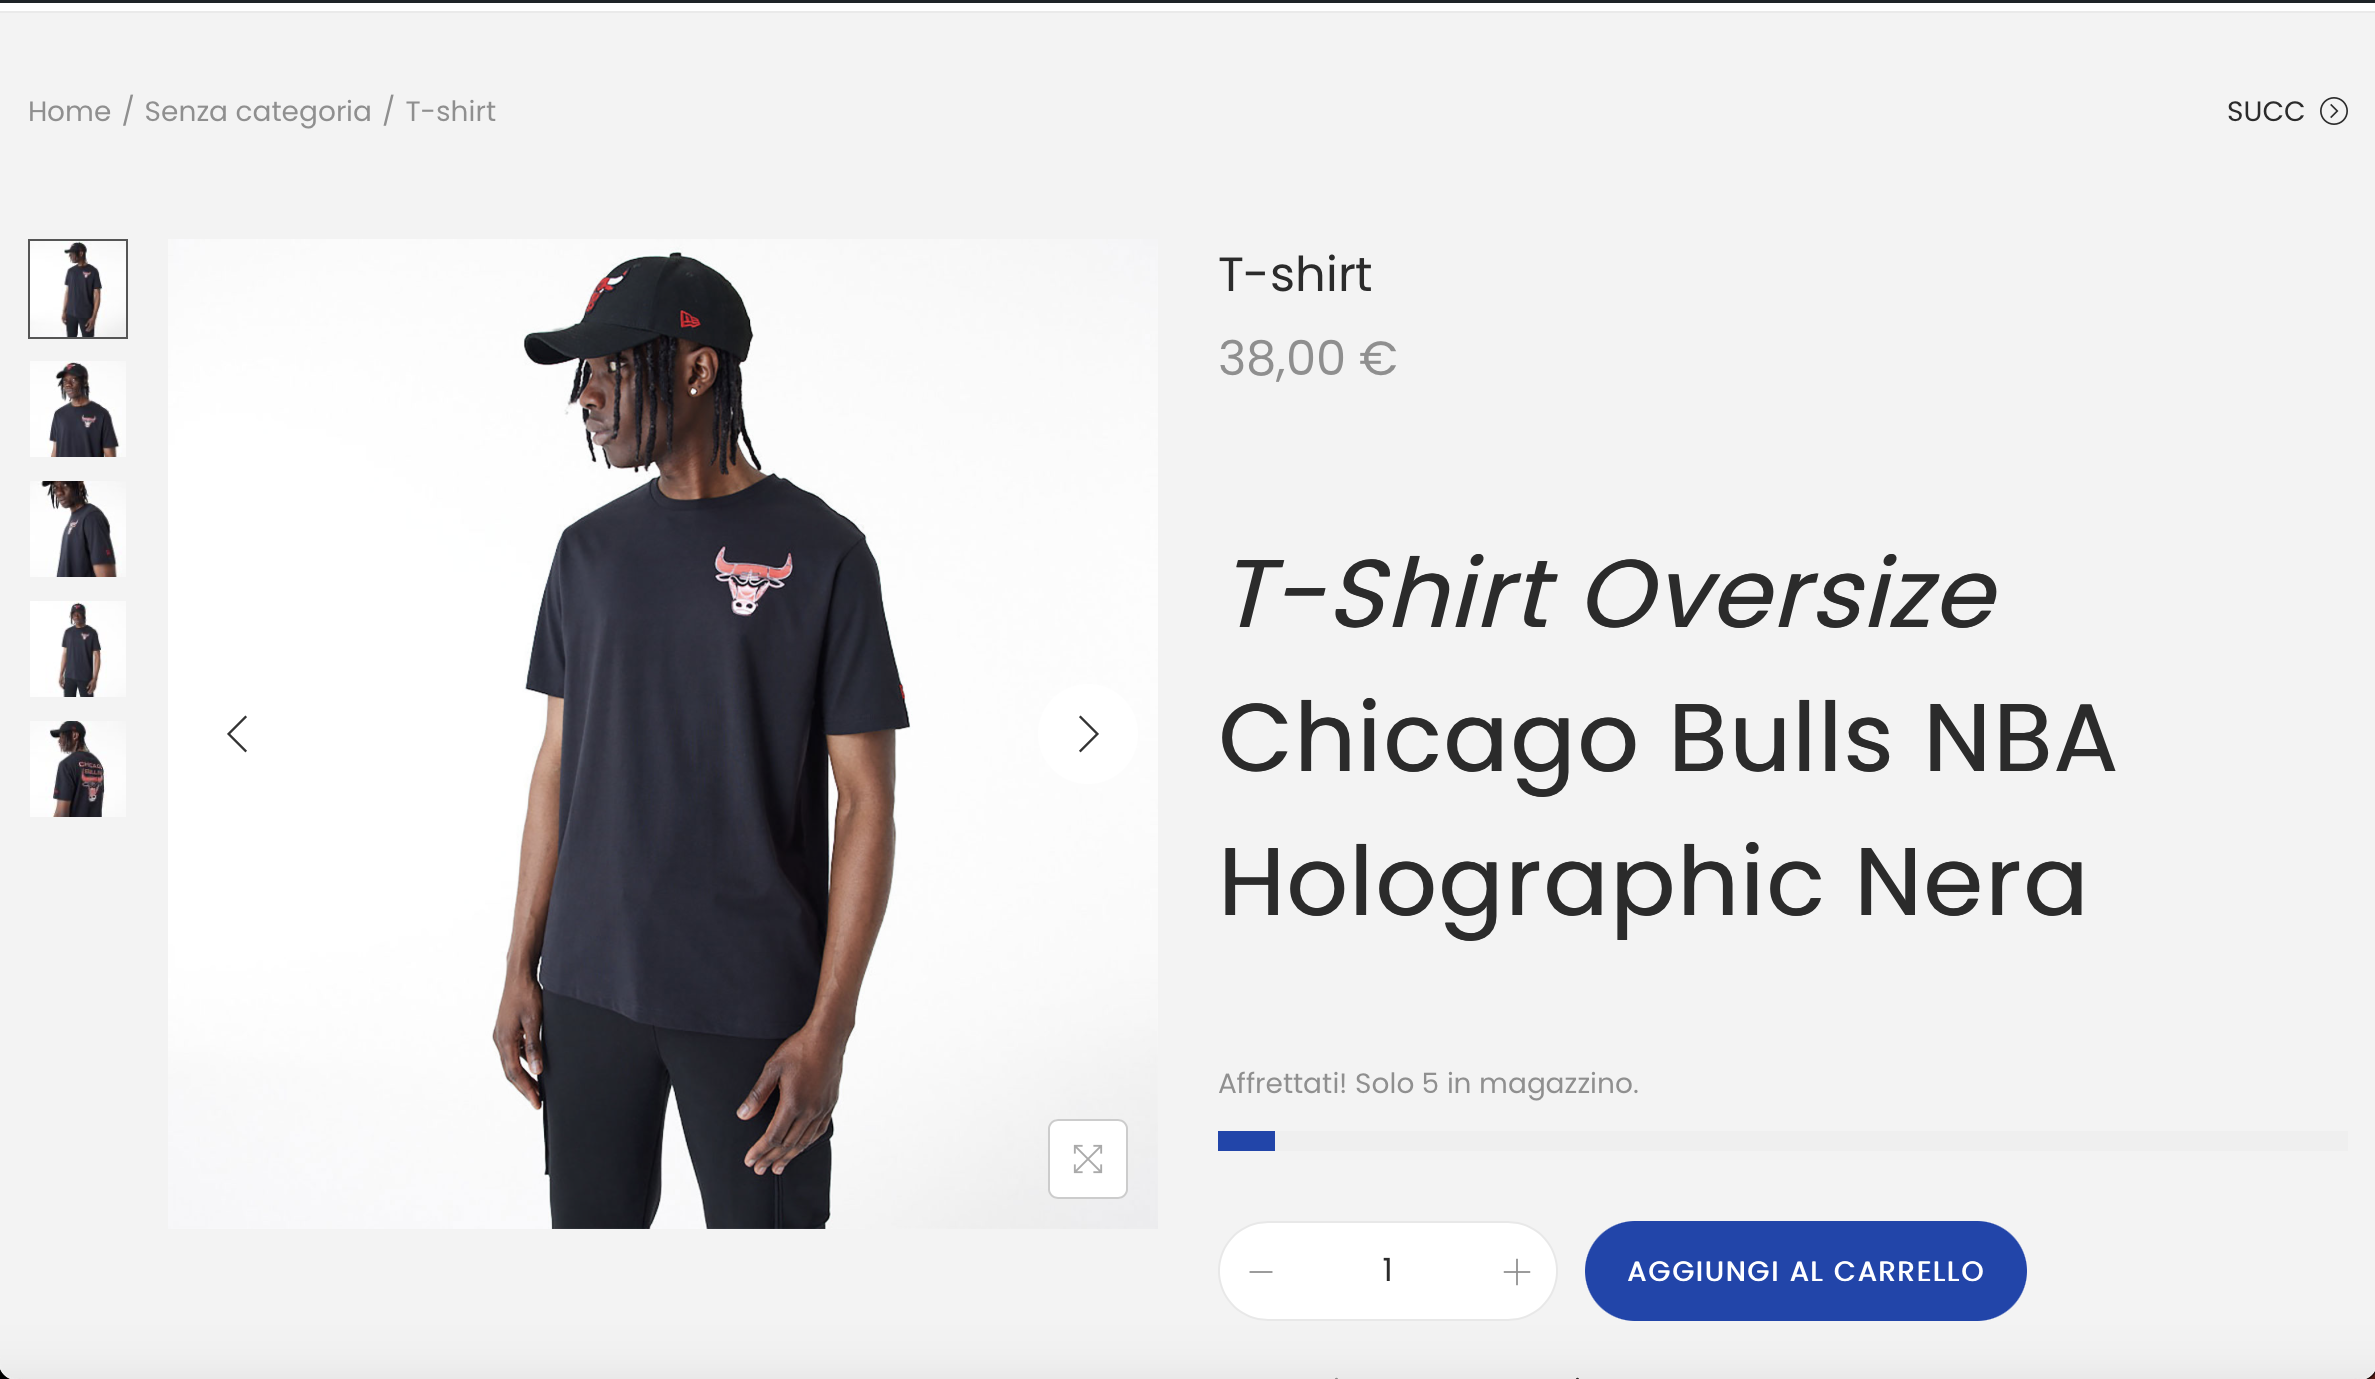 Home / Senza categoria / T-shirt
SUCC
T-shirt
38,00 €
T-Shirt Oversize
Chicago Bulls NBA
Holographic Nera
Affrettati! Solo 5 in magazzino.
1
AGGIUNGI AL CARRELLO